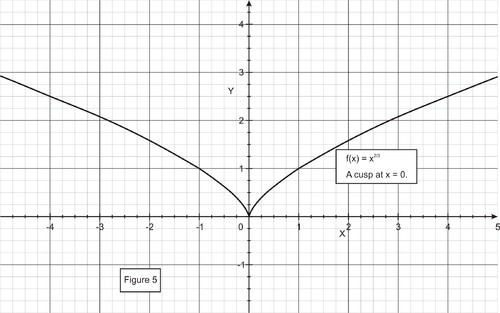 4
3
Y
2
f(x) = x^2/3
1
A cusp at x = 0.
-4 -3 -2 -1 0 1 2 3 4 5
X
-1
Figure 5